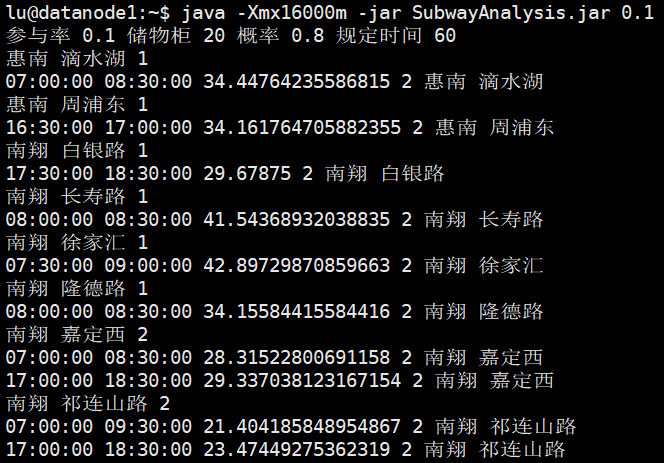 lu@datanode1:~$ java -Xmx16000m -jar SubwayAnalysis.jar 0.1
参与率 0.1 储物柜 20 概率 0.8 规定时间 60
惠南 滴水湖 1
07:00:00 08:30:00 34.44764235586815 2 惠南 滴水湖
惠南 周浦东 1
16:30:00 17:00:00 34.161764705882355 2 惠南 周浦东
南翔 白银路 1
17:30:00 18:30:00 29.67875 2 南翔 白银路
南翔 长寿路 1
08:00:00 08:30:00 41.54368932038835 2 南翔 长寿路
南翔 徐家汇 1
07:30:00 09:00:00 42.89729870859663 2 南翔 徐家汇
南翔 隆德路 1
08:00:00 08:30:00 34.15584415584416 2 南翔 隆德路
南翔 嘉定西 2
07:00:00 08:30:00 28.31522800691158 2 南翔 嘉定西
17:00:00 18:30:00 29.337038123167154 2 南翔 嘉定西
南翔 祁连山路 2
07:00:00 09:30:00 21.404185848954867 2 南翔 祁连山路
17:00:00 18:30:00 23.47449275362319 2 南翔 祁连山路